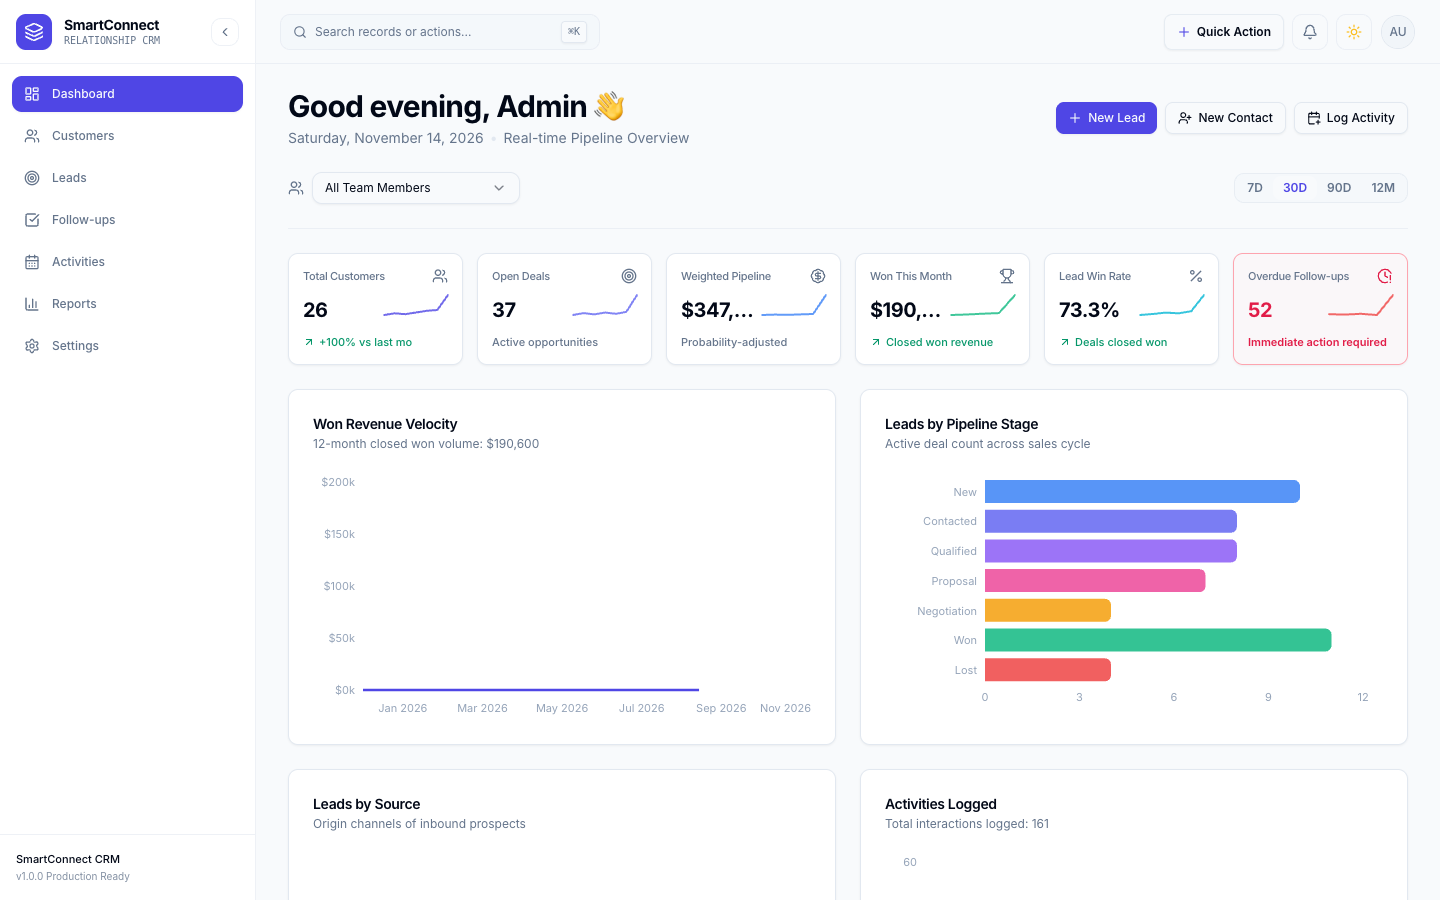 SmartConnect
RELATIONSHIP CRM
Search records or actions...
⌘K
Quick Action
AU
Dashboard
Customers
Leads
Follow-ups
Activities
Reports
Settings
SmartConnect CRM
v1.0.0 Production Ready
Good evening, Admin 👋
Saturday, November 14, 2026 • Real-time Pipeline Overview
New Lead
New Contact
Log Activity
All Team Members
7D 30D 90D 12M
Total Customers
26
+100% vs last mo
Open Deals
37
Active opportunities
Weighted Pipeline
$347,...
Probability-adjusted
Won This Month
$190,...
Closed won revenue
Lead Win Rate
73.3%
Deals closed won
Overdue Follow-ups
52
Immediate action required
Won Revenue Velocity
12-month closed won volume: $190,600
$200k
$150k
$100k
$50k
$0k
Jan 2026 Mar 2026 May 2026 Jul 2026 Sep 2026 Nov 2026
Leads by Pipeline Stage
Active deal count across sales cycle
New
Contacted
Qualified
Proposal
Negotiation
Won
Lost
0 3 6 9 12
Leads by Source
Origin channels of inbound prospects
Activities Logged
Total interactions logged: 161
60